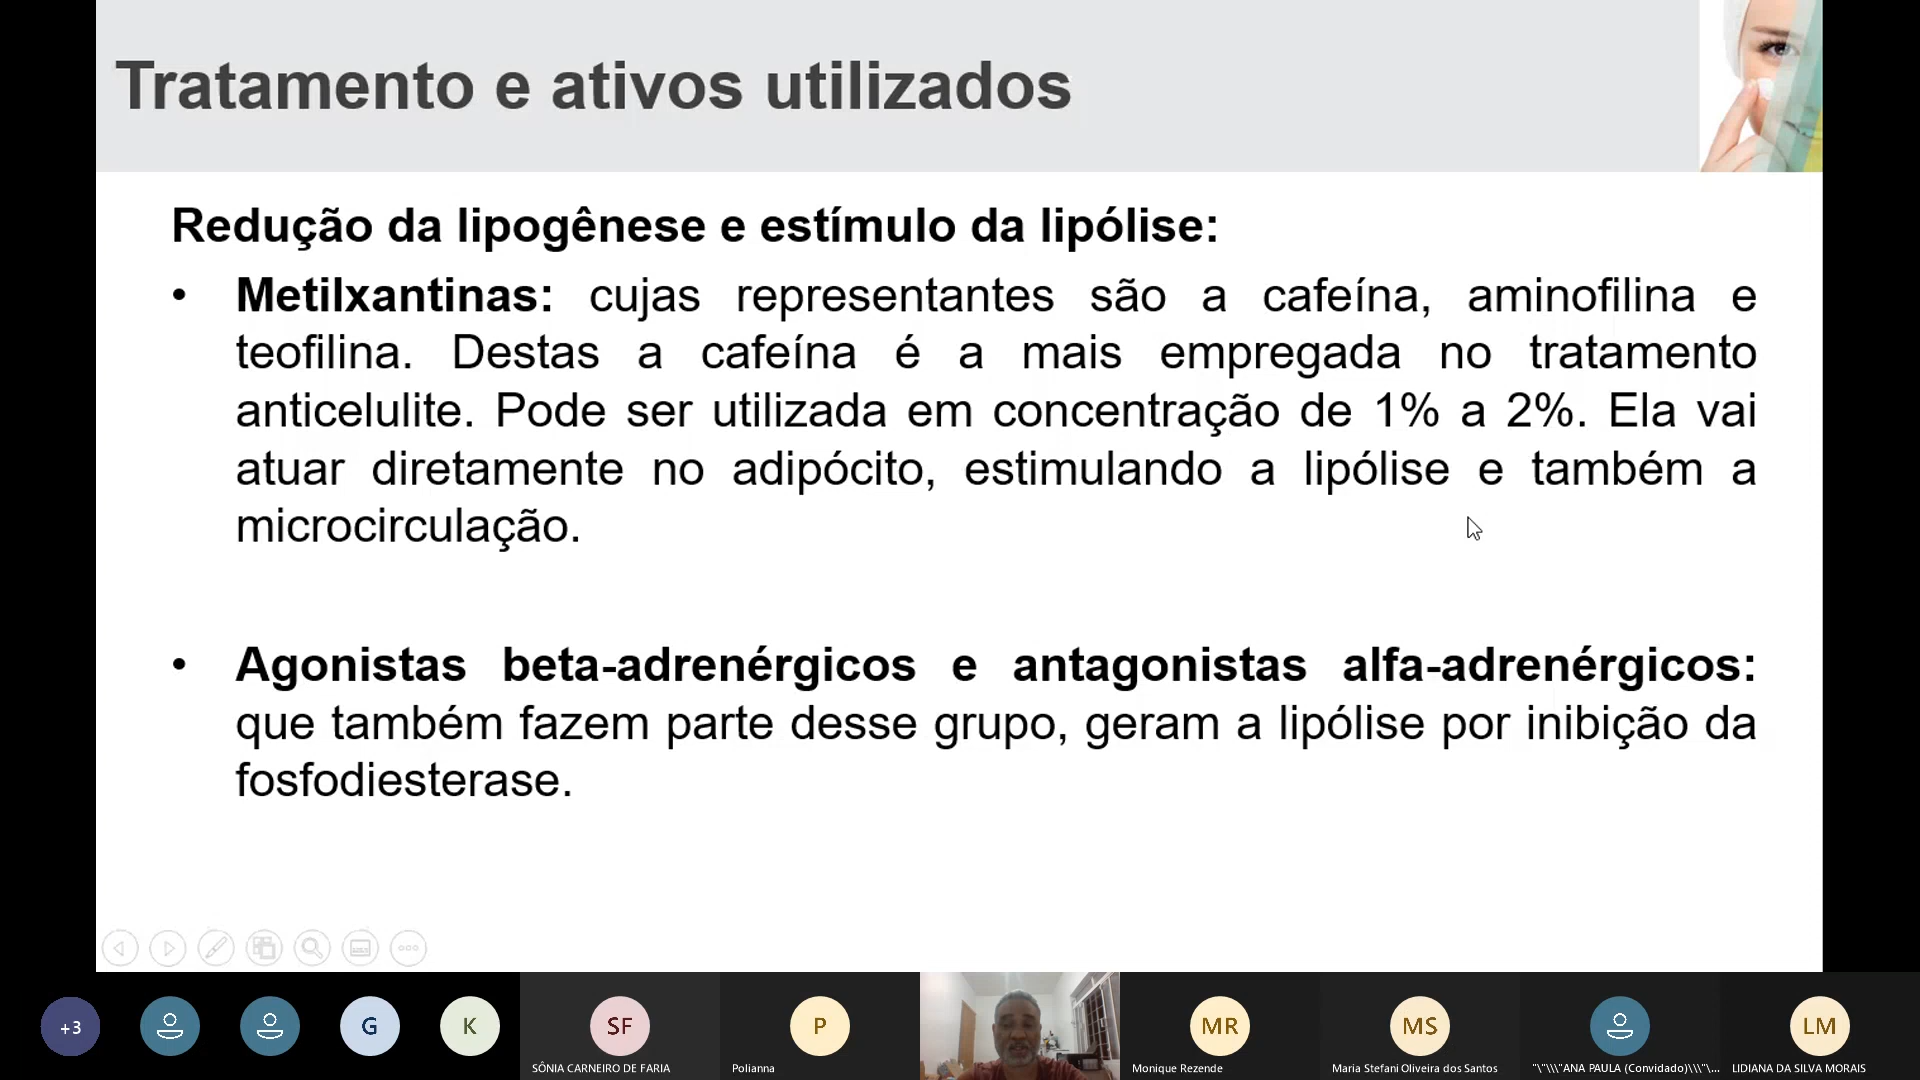 Tratamento e ativos utilizados
Redução da lipogênese e estímulo da lipólise:
• Metilxantinas: cujas representantes são a cafeína, aminofilina e
teofilina. Destas a cafeína é a mais empregada no tratamento
anticelulite. Pode ser utilizada em concentração de 1% a 2%. Ela vai
atuar diretamente no adipócito, estimulando a lipólise e também a
microcirculação.
• Agonistas beta-adrenérgicos e antagonistas alfa-adrenérgicos:
que também fazem parte desse grupo, geram a lipólise por inibição da
fosfodiesterase.
+3
G
K
SF
P
MR
MS
LM
SÔNIA CARNEIRO DE FARIA
Polianna
Monique Rezende
Maria Stefani Oliveira dos Santos
"\"\\\"ANA PAULA (Convidado)\\\"\...
LIDIANA DA SILVA MORAIS